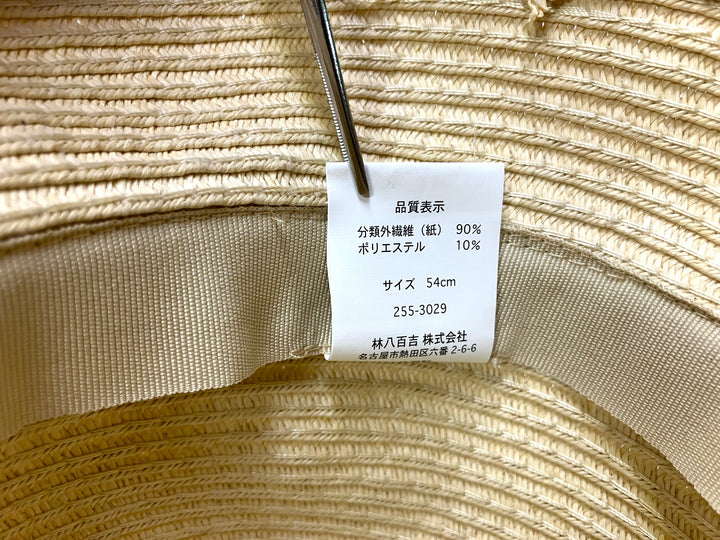 品質表示
分類外繊維（紙） 90%
ポリエステル 10%
サイズ 54cm
255-3029
林八百吉 株式会社
名古屋市熱田区六番 2-6-6